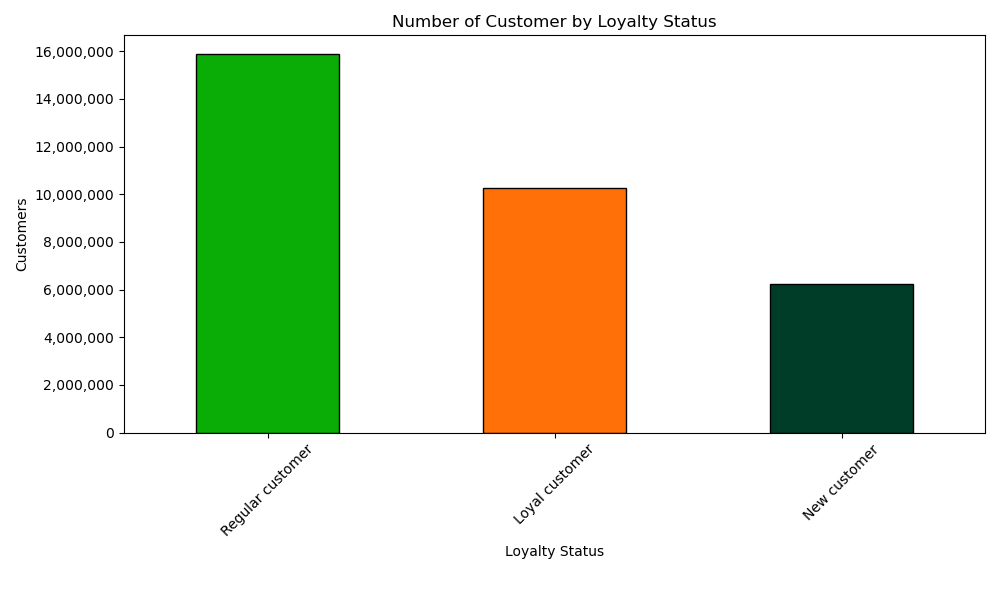 Number of Customer by Loyalty Status
Customers
16,000,000
14,000,000
12,000,000
10,000,000
8,000,000
6,000,000
4,000,000
2,000,000
0
Regular customer
Loyal customer
New customer
Loyalty Status